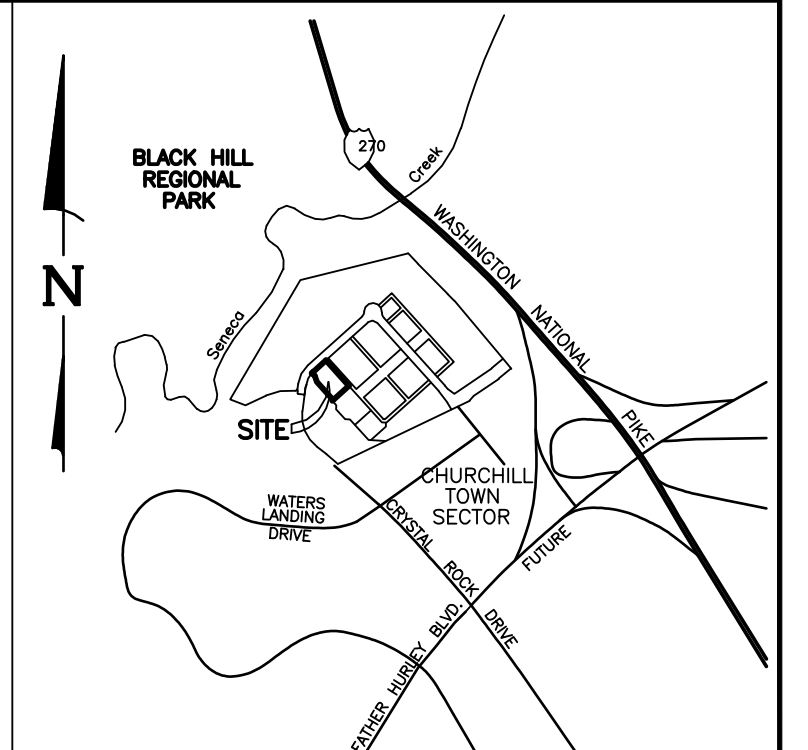 270
Creek
BLACK HILL
REGIONAL
PARK
WASHINGTON NATIONAL PIKE
N
Seneca
SITE
CHURCHILL
TOWN
SECTOR
WATERS
LANDING
DRIVE
CRYSTAL ROCK DRIVE
FUTURE
FATHER HURLEY BLVD.